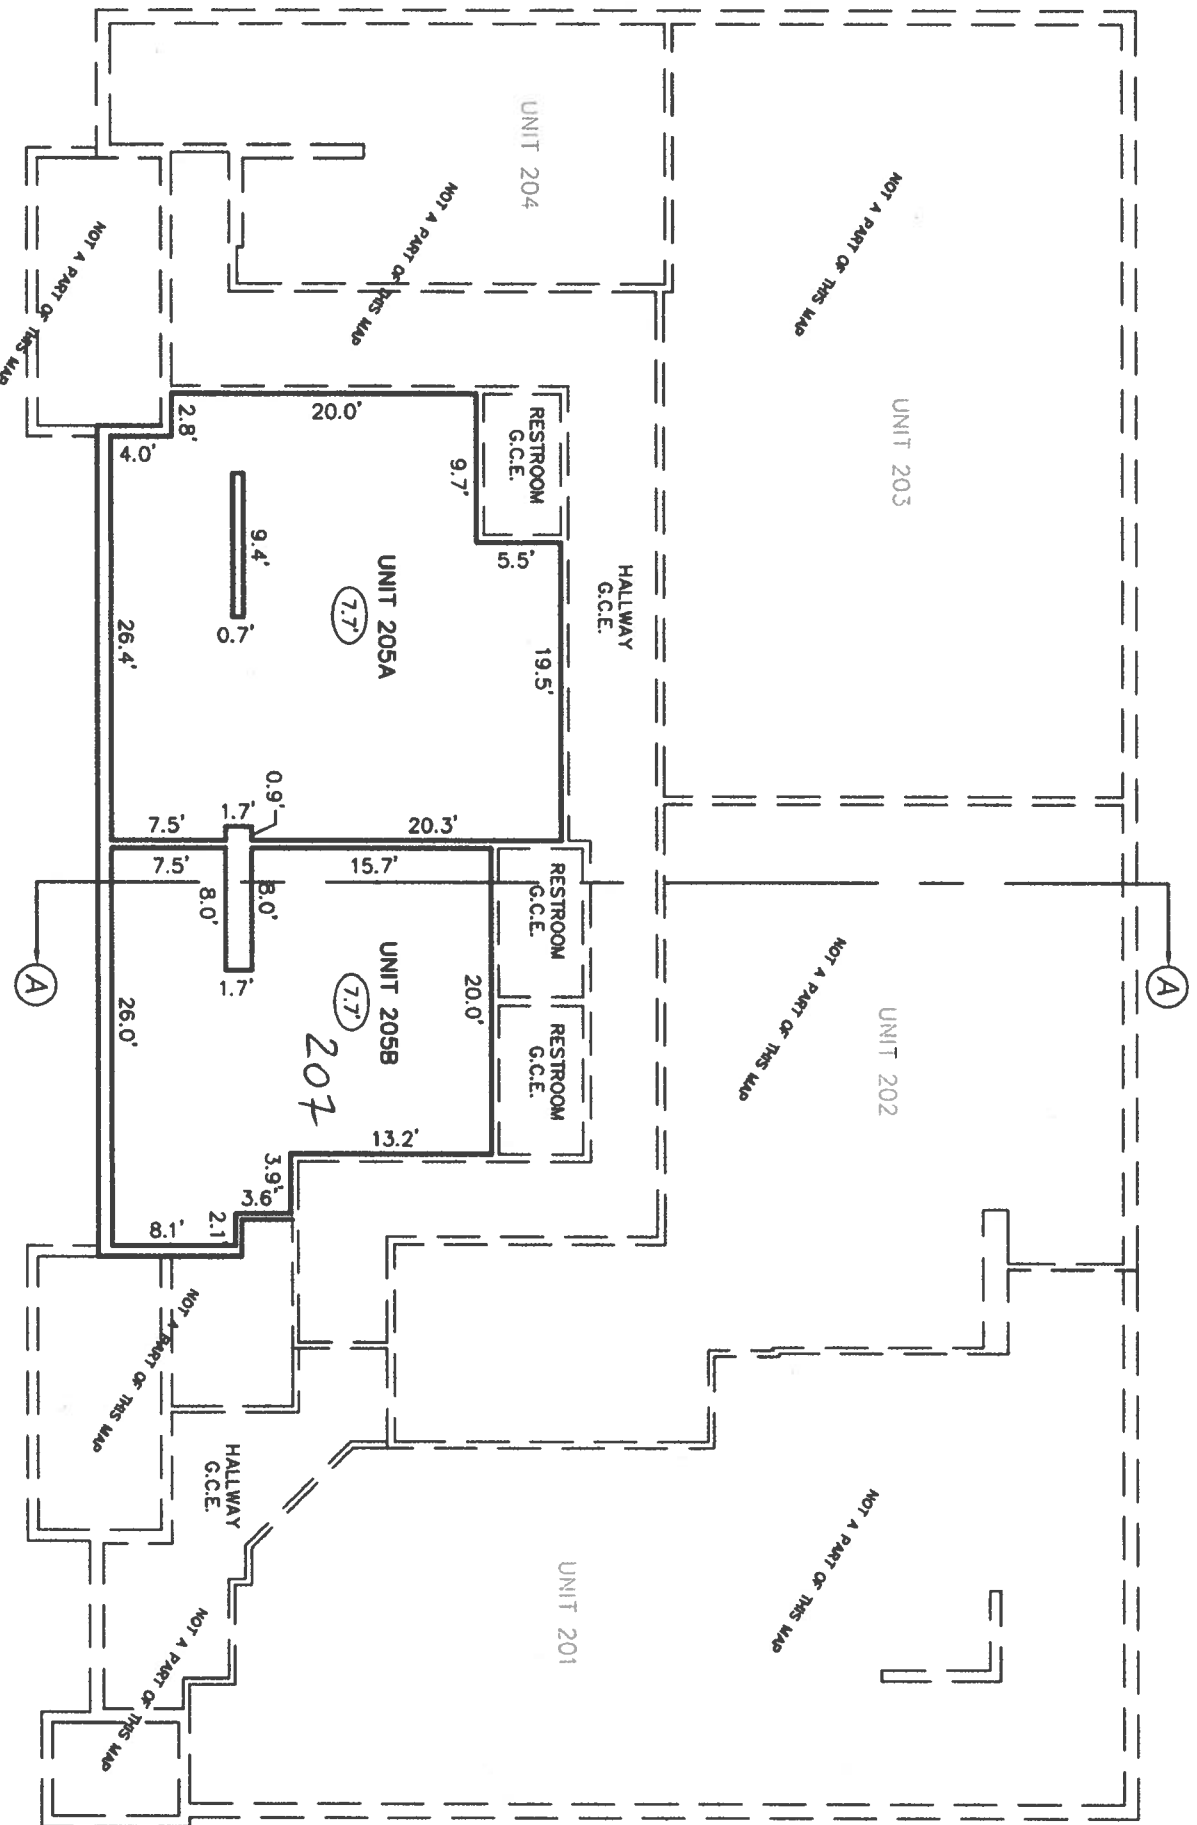 UNIT 204
NOT A PART OF THIS MAP
NOT A PART OF THIS MAP
NOT A PART OF THIS MAP
UNIT 203
RESTROOM
G.C.E.
HALLWAY
G.C.E.
20.0'
2.8'
4.0'
9.7'
5.5'
19.5'
9.4'
0.7'
UNIT 205A
7.7'
26.4'
0.9'
1.7'
7.5'
20.3'
7.5'
15.7'
8.0'
8.0'
1.7'
UNIT 205B
7.7'
207
20.0'
26.0'
13.2'
3.9'
3.6'
2.1'
8.1'
RESTROOM
G.C.E.
RESTROOM
G.C.E.
A
A
UNIT 202
NOT A PART OF THIS MAP
NOT A PART OF THIS MAP
HALLWAY
G.C.E.
NOT A PART OF THIS MAP
UNIT 201
NOT A PART OF THIS MAP